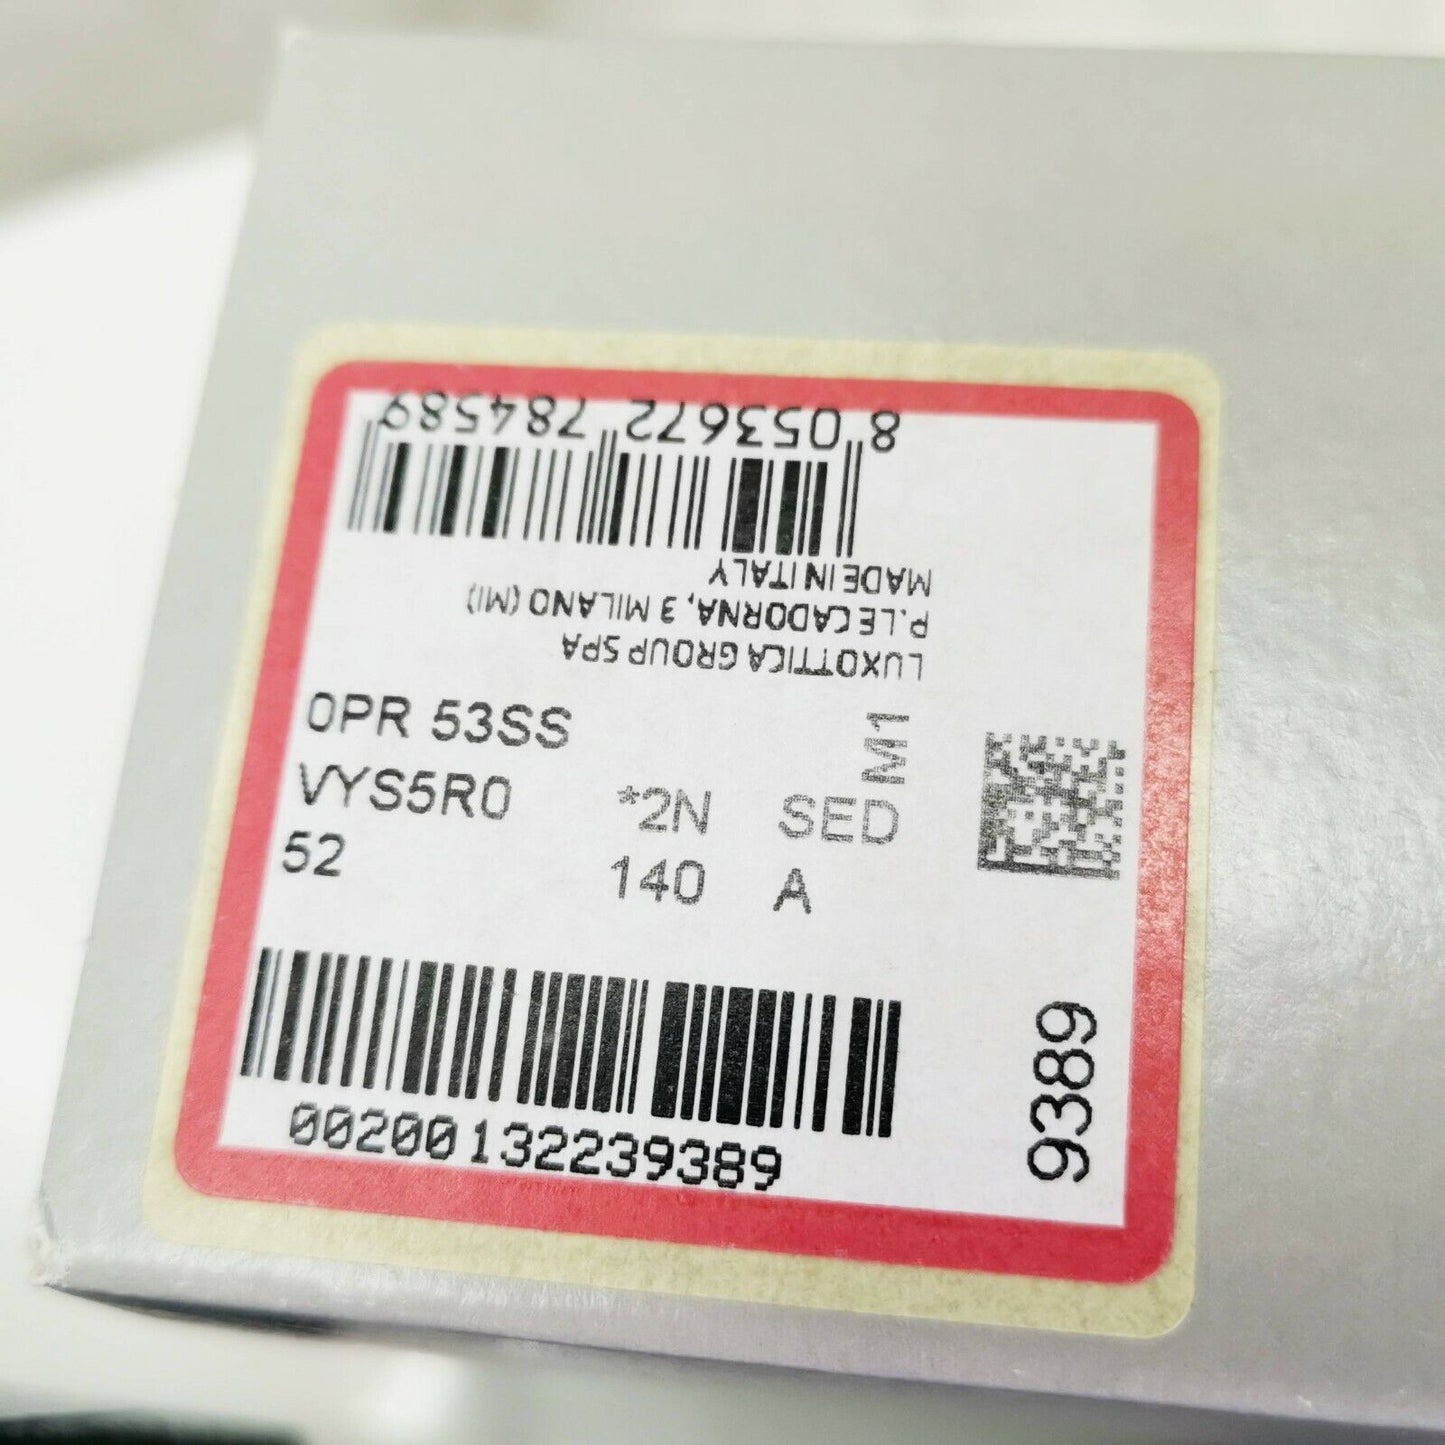 8 053672 784589
MADE IN ITALY
P.LE CADORNA, 3 MILANO (MI)
LUXOTTICA GROUP SPA
0PR 53SS
M1
VYS5R0 *2N SED
52 140 A
00200132239389
9389